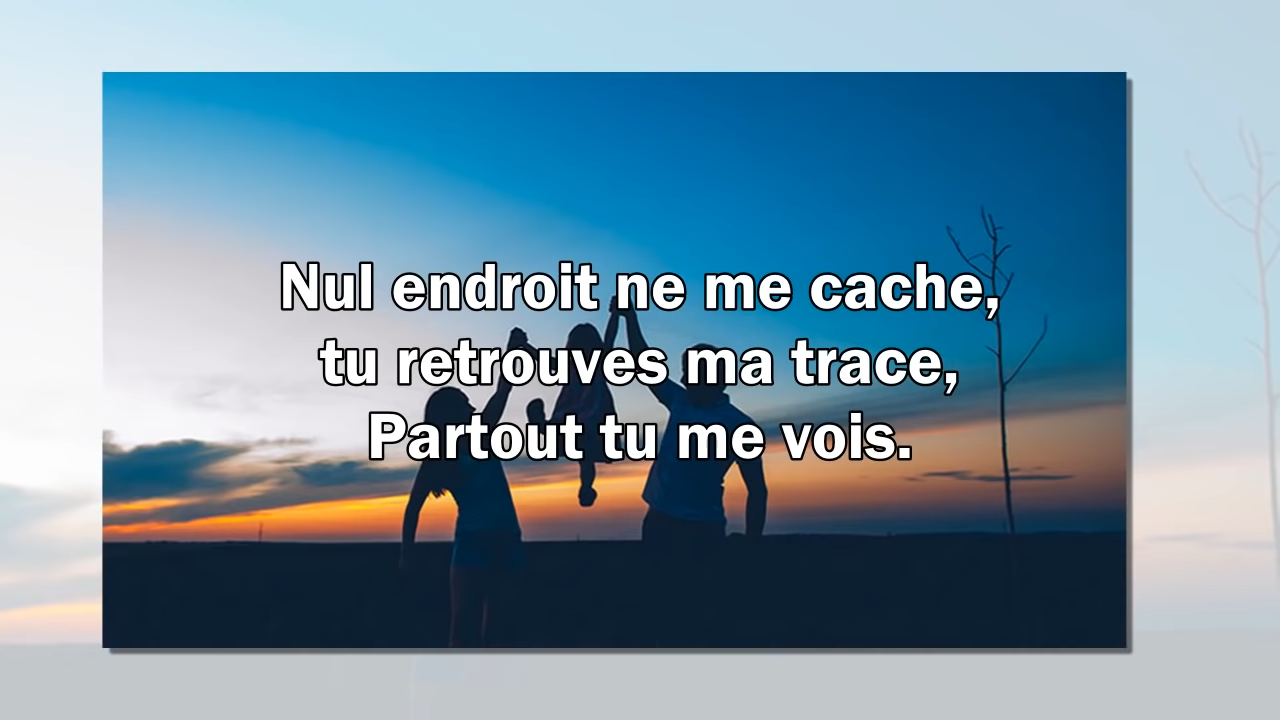 Nul endroit ne me cache,
tu retrouves ma trace,
Partout tu me vois.